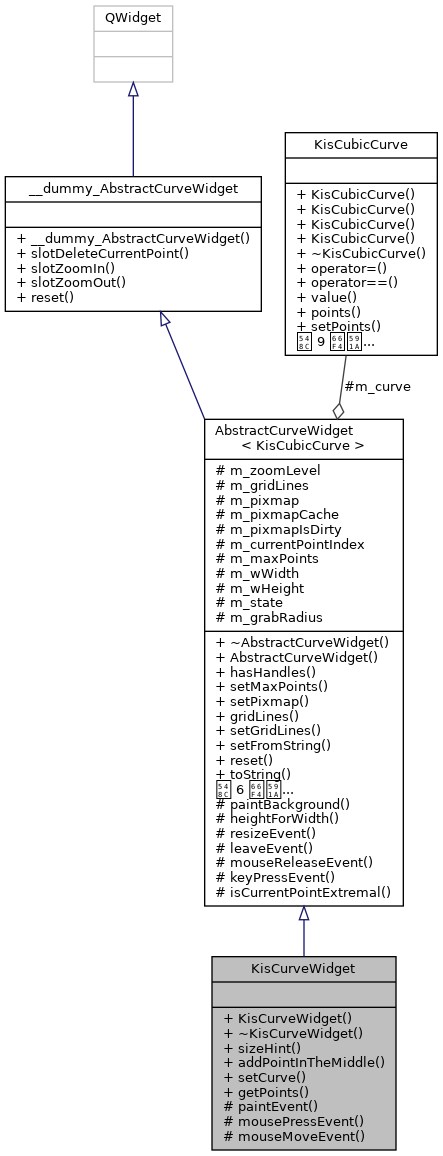 QWidget
__dummy_AbstractCurveWidget
+ __dummy_AbstractCurveWidget()
+ slotDeleteCurrentPoint()
+ slotZoomIn()
+ slotZoomOut()
+ reset()
KisCubicCurve
+ KisCubicCurve()
+ KisCubicCurve()
+ KisCubicCurve()
+ KisCubicCurve()
+ ~KisCubicCurve()
+ operator=()
+ operator==()
+ value()
+ points()
+ setPoints()
9 ...
#m_curve
AbstractCurveWidget
< KisCubicCurve >
# m_zoomLevel
# m_gridLines
# m_pixmap
# m_pixmapCache
# m_pixmapIsDirty
# m_currentPointIndex
# m_maxPoints
# m_wWidth
# m_wHeight
# m_state
# m_grabRadius
+ ~AbstractCurveWidget()
+ AbstractCurveWidget()
+ hasHandles()
+ setMaxPoints()
+ setPixmap()
+ gridLines()
+ setGridLines()
+ setFromString()
+ reset()
+ toString()
6 ...
# paintBackground()
# heightForWidth()
# resizeEvent()
# leaveEvent()
# mouseReleaseEvent()
# keyPressEvent()
# isCurrentPointExtremal()
KisCurveWidget
+ KisCurveWidget()
+ ~KisCurveWidget()
+ sizeHint()
+ addPointInTheMiddle()
+ setCurve()
+ getPoints()
# paintEvent()
# mousePressEvent()
# mouseMoveEvent()